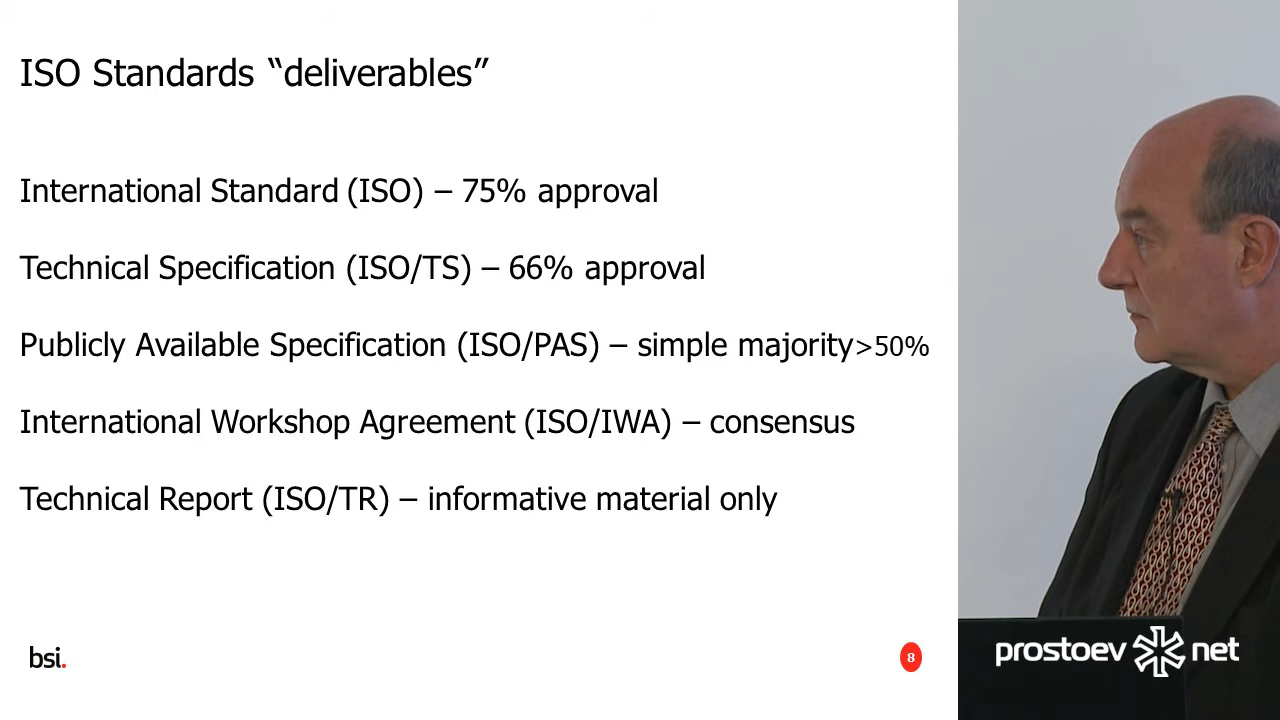 ISO Standards “deliverables”
International Standard (ISO) – 75% approval
Technical Specification (ISO/TS) – 66% approval
Publicly Available Specification (ISO/PAS) – simple majority>50%
International Workshop Agreement (ISO/IWA) – consensus
Technical Report (ISO/TR) – informative material only
bsi.
8
prostoev net